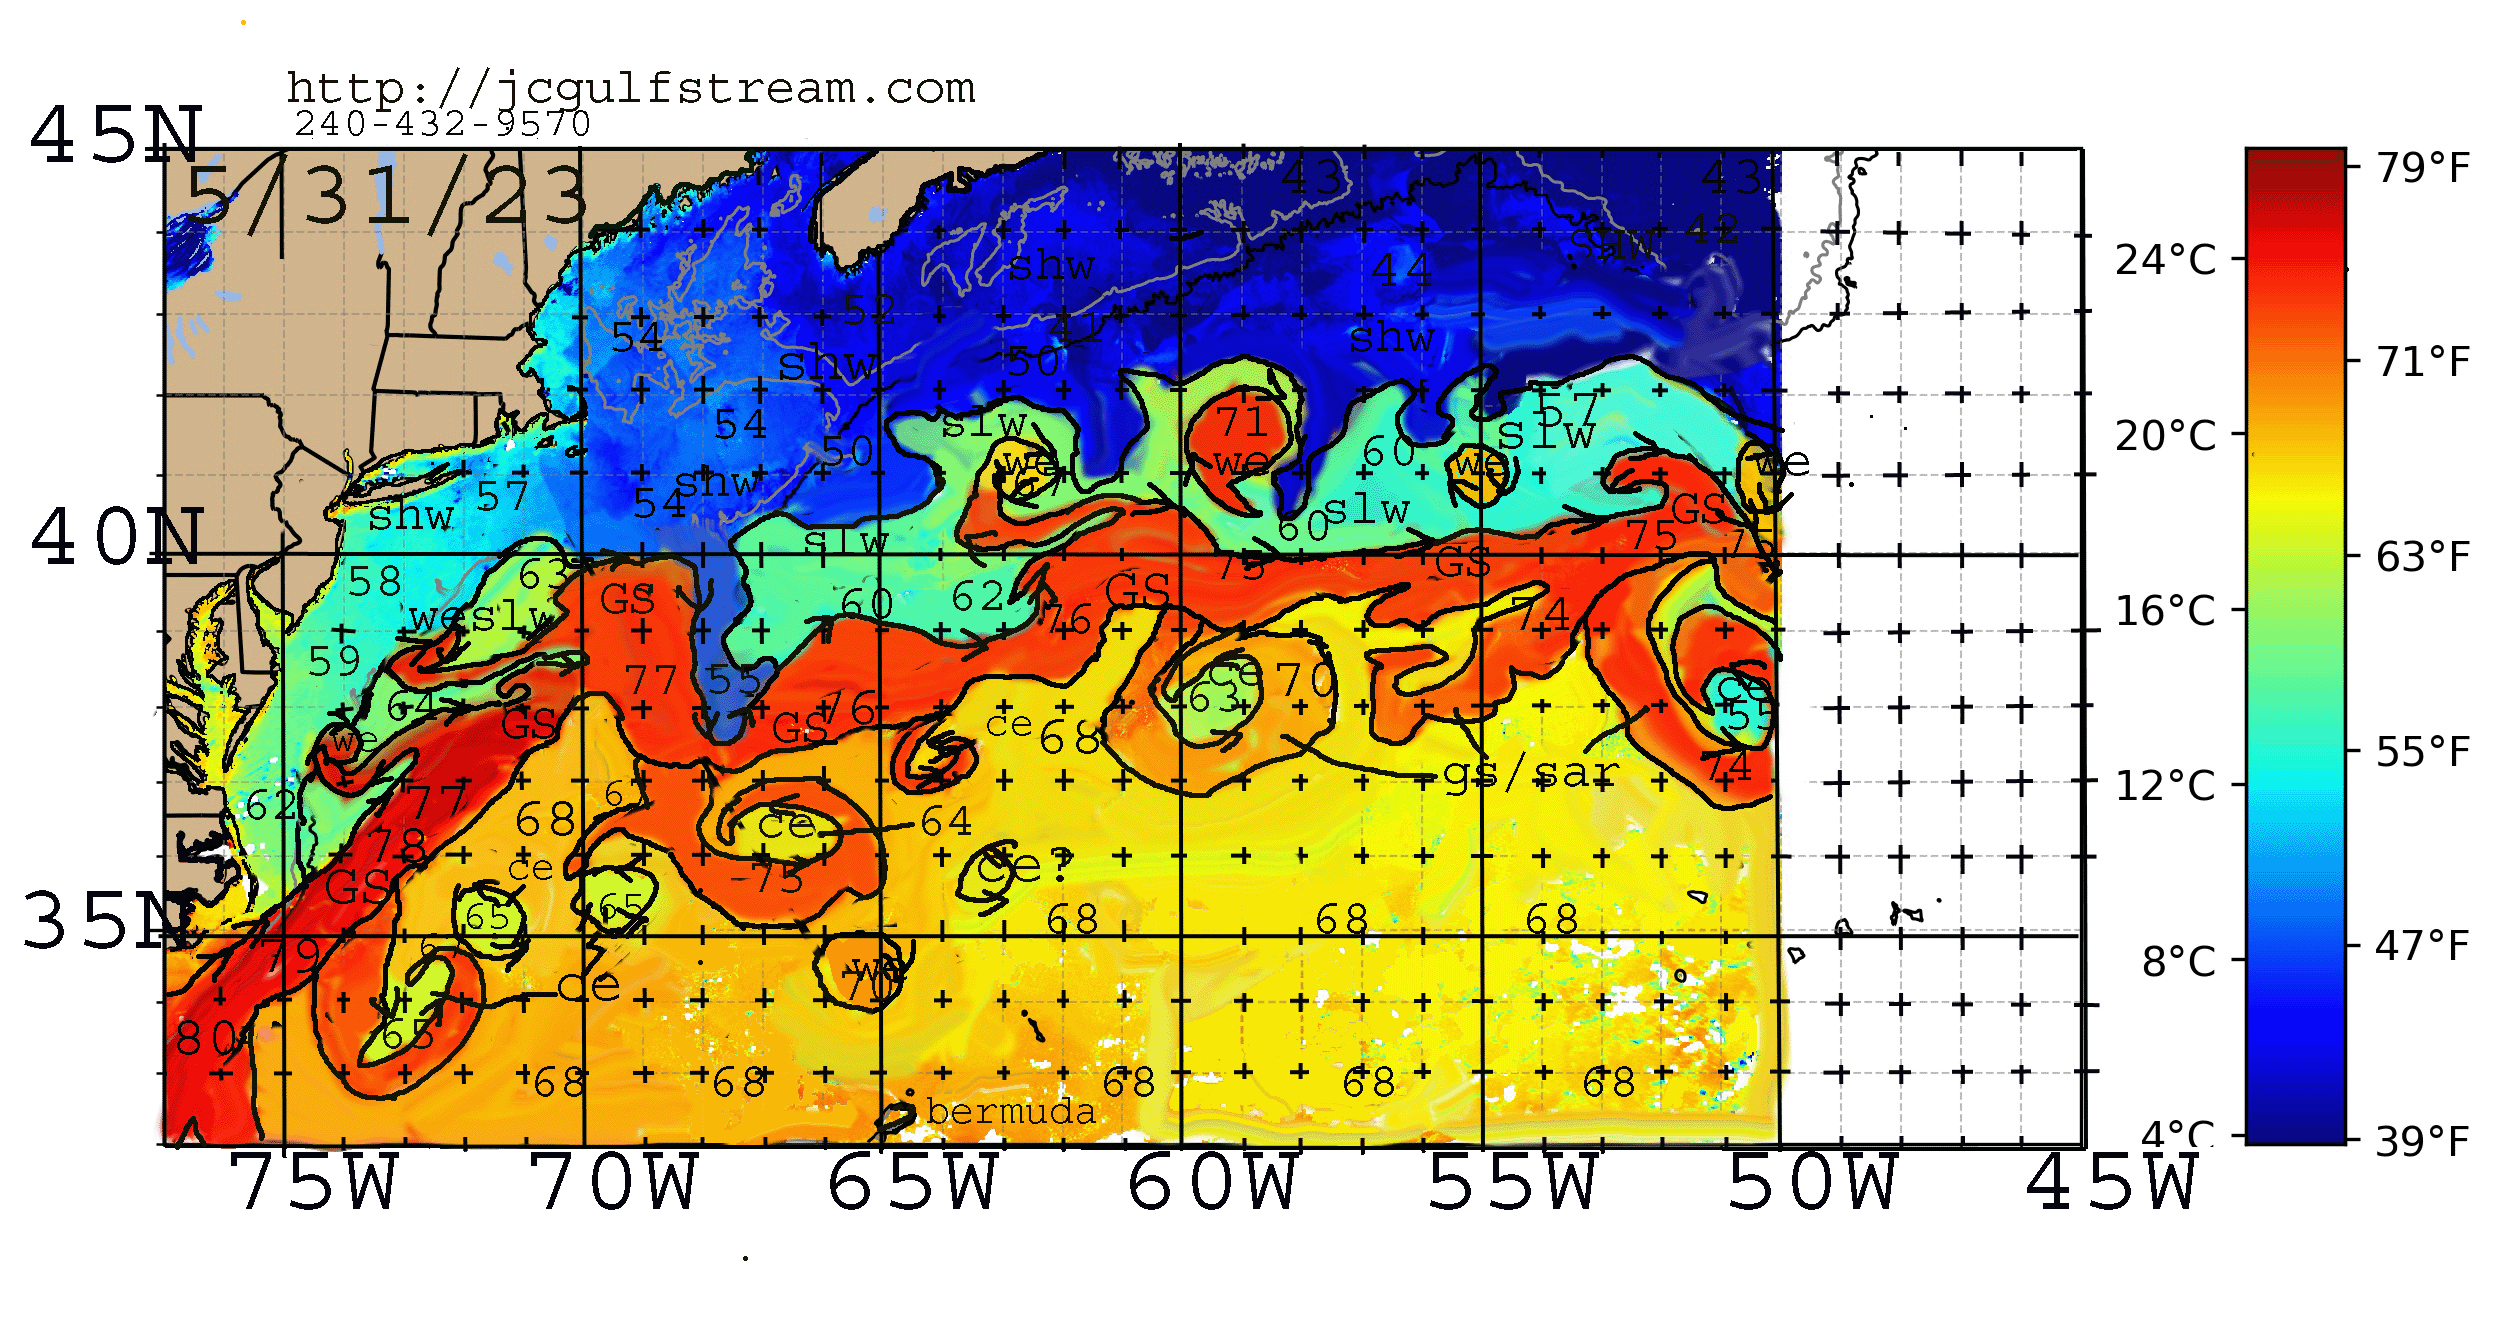 http://jcgulfstream.com
240-432-9570
45N
5/31/23
43
43
42
shw
shw
44
52
54
41
shw
50
shw
54
slw
71
57
slw
50
60
we
we
we
we
67
shw
54
57
shw
slw
GS
60
75
40N
slw
GS
75
58
63
GS
GS
60
62
76
74
we
slw
59
77
55
ce
70
ce
64
63
76
55
GS
GS
ce
68
we
gs/sar
74
62
77
68
ce
64
78
ce
75
ce?
GS
65
65
68
68
68
35N
79
we
70
ce
65
80
68
68
68
68
68
bermuda
75W
70W
65W
60W
55W
50W
45W
24°C
20°C
16°C
12°C
8°C
4°C
79°F
71°F
63°F
55°F
47°F
39°F